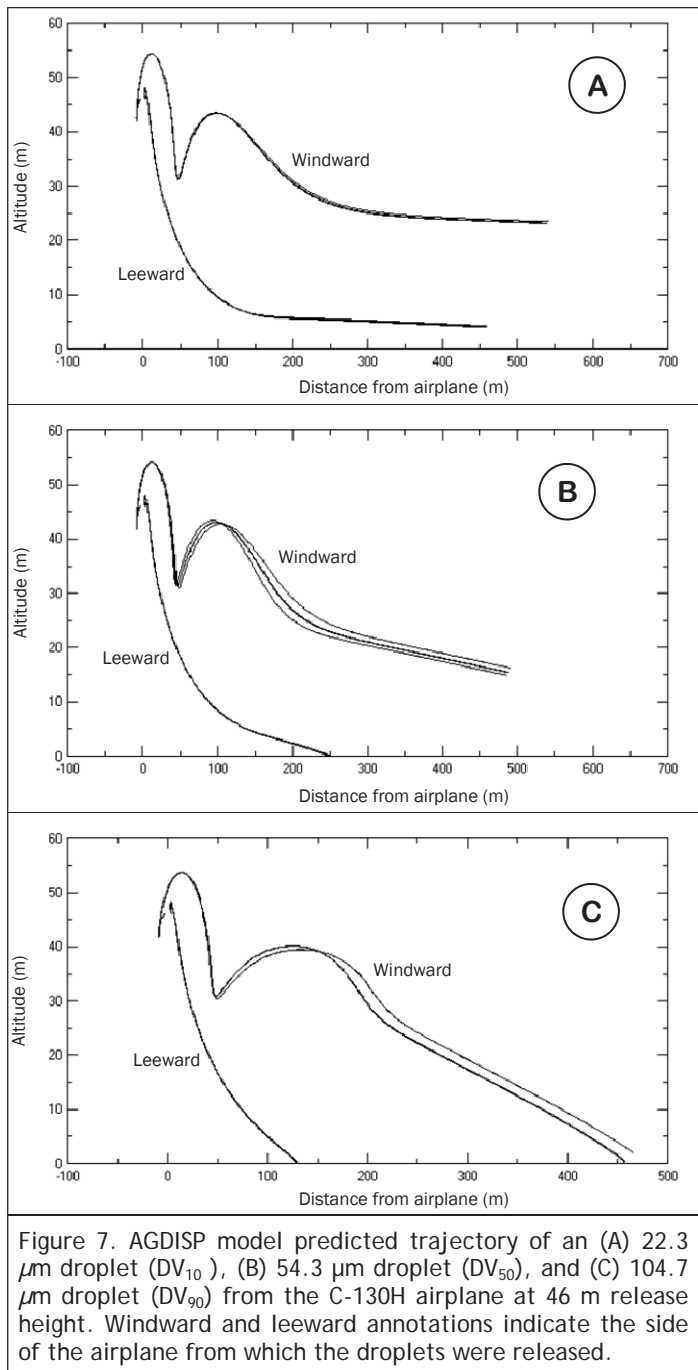 60
50
40
30
20
10
0
Altitude (m)
A
Windward
Leeward
-100 0 100 200 300 400 500 600 700
Distance from airplane (m)
60
50
40
30
20
10
0
Altitude (m)
B
Windward
Leeward
-100 0 100 200 300 400 500 600 700
Distance from airplane (m)
60
50
40
30
20
10
0
Altitude (m)
C
Windward
Leeward
-100 0 100 200 300 400 500
Distance from airplane (m)
Figure 7. AGDISP model predicted trajectory of an (A) 22.3
µm droplet (DV10 ), (B) 54.3 µm droplet (DV50), and (C) 104.7
µm droplet (DV90) from the C-130H airplane at 46 m release
height. Windward and leeward annotations indicate the side
of the airplane from which the droplets were released.